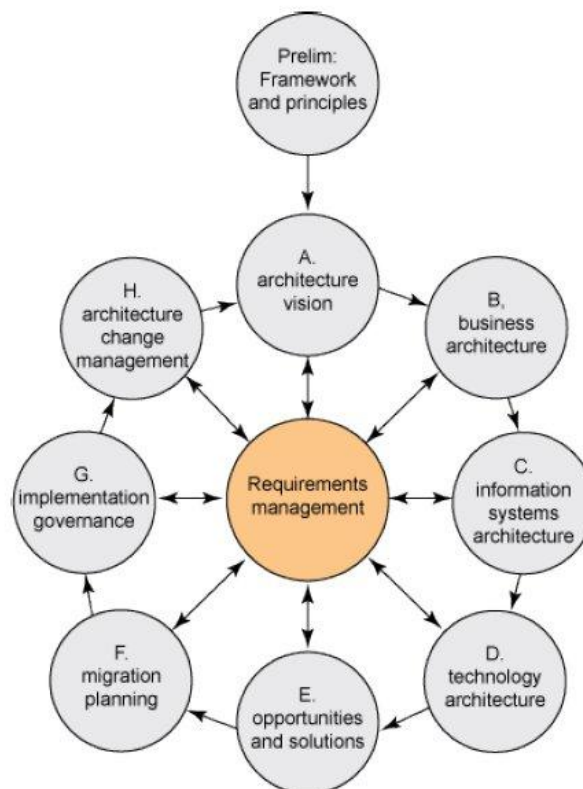 Prelim:
Framework
and principles
A.
architecture
vision
H.
architecture
change
management
B,
business
architecture
Requirements
management
G.
implementation
governance
C.
information
systems
architecture
F.
migration
planning
D.
technology
architecture
E.
opportunities
and solutions